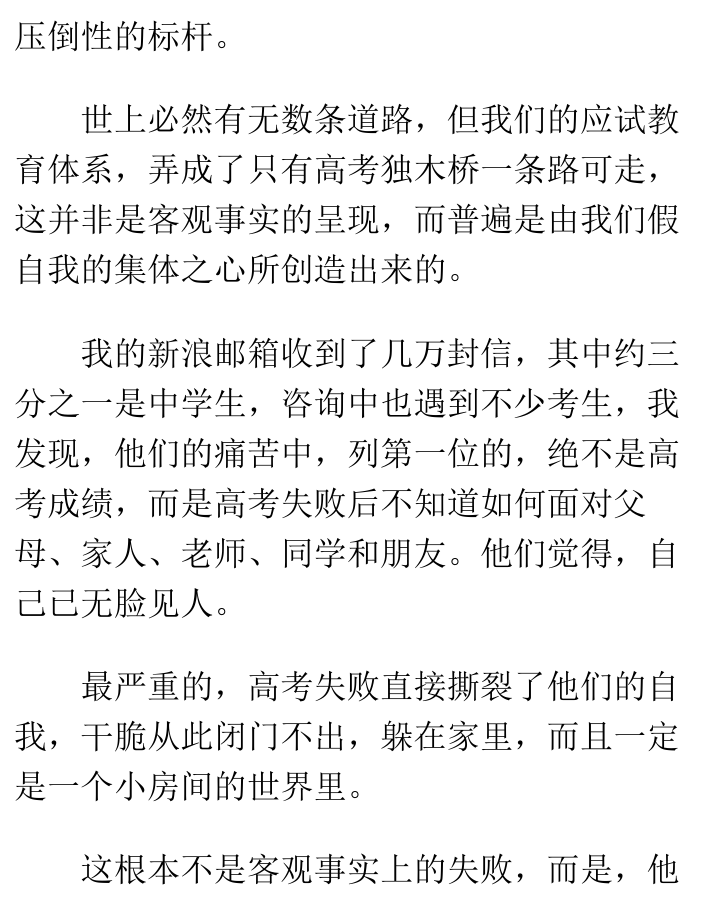 压倒性的标杆。
世上必然有无数条道路，但我们的应试教
育体系，弄成了只有高考独木桥一条路可走，
这并非是客观事实的呈现，而普遍是由我们假
自我的集体之心所创造出来的。
我的新浪邮箱收到了几万封信，其中约三
分之一是中学生，咨询中也遇到不少考生，我
发现，他们的痛苦中，列第一位的，绝不是高
考成绩，而是高考失败后不知道如何面对父
母、家人、老师、同学和朋友。他们觉得，自
己已无脸见人。
最严重的，高考失败直接撕裂了他们的自
我，干脆从此闭门不出，躲在家里，而且一定
是一个小房间的世界里。
这根本不是客观事实上的失败，而是，他